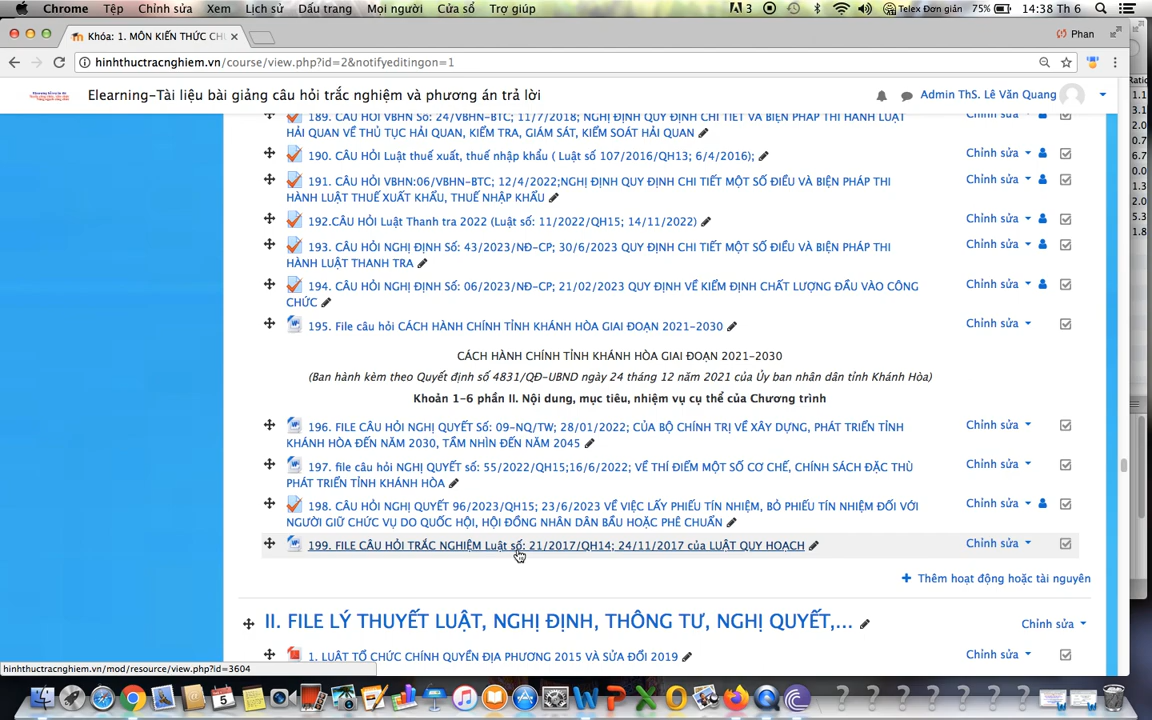 Chrome Tệp Chỉnh sửa Xem Lịch sử Dấu trang Mọi người Cửa sổ Trợ giúp 3 Telex Đơn giản 75% 14:38 Th 6
Khóa: 1. MÔN KIẾN THỨC CH Phan
hinhthuctracnghiem.vn/course/view.php?id=2&notifyeditingon=1
Elearning-Tài liệu bài giảng câu hỏi trắc nghiệm và phương án trả lời Admin ThS. Lê Văn Quang
189. CÂU HỎI VBHN Số: 24/VBHN-BTC; 11/7/2018; NGHỊ ĐỊNH QUY ĐỊNH CHI TIẾT VÀ BIỆN PHÁP THI HÀNH LUẬT Chỉnh sửa
HẢI QUAN VỀ THỦ TỤC HẢI QUAN, KIỂM TRA, GIÁM SÁT, KIỂM SOÁT HẢI QUAN
190. CÂU HỎI Luật thuế xuất, thuế nhập khẩu ( Luật số 107/2016/QH13; 6/4/2016); Chỉnh sửa
191. CÂU HỎI VBHN:06/VBHN-BTC; 12/4/2022;NGHỊ ĐỊNH QUY ĐỊNH CHI TIẾT MỘT SỐ ĐIỀU VÀ BIỆN PHÁP THI Chỉnh sửa
HÀNH LUẬT THUẾ XUẤT KHẨU, THUẾ NHẬP KHẨU
192.CÂU HỎI Luật Thanh tra 2022 (Luật số: 11/2022/QH15; 14/11/2022) Chỉnh sửa
193. CÂU HỎI NGHỊ ĐỊNH Số: 43/2023/NĐ-CP; 30/6/2023 QUY ĐỊNH CHI TIẾT MỘT SỐ ĐIỀU VÀ BIỆN PHÁP THI Chỉnh sửa
HÀNH LUẬT THANH TRA
194. CÂU HỎI NGHỊ ĐỊNH Số: 06/2023/NĐ-CP; 21/02/2023 QUY ĐỊNH VỀ KIỂM ĐỊNH CHẤT LƯỢNG ĐẦU VÀO CÔNG Chỉnh sửa
CHỨC
195. File câu hỏi CÁCH HÀNH CHÍNH TỈNH KHÁNH HÒA GIAI ĐOẠN 2021-2030 Chỉnh sửa
CÁCH HÀNH CHÍNH TỈNH KHÁNH HÒA GIAI ĐOẠN 2021-2030
(Ban hành kèm theo Quyết định số 4831/QĐ-UBND ngày 24 tháng 12 năm 2021 của Ủy ban nhân dân tỉnh Khánh Hòa)
Khoản 1-6 phần II. Nội dung, mục tiêu, nhiệm vụ cụ thể của Chương trình
196. FILE CÂU HỎI NGHỊ QUYẾT Số: 09-NQ/TW; 28/01/2022; CỦA BỘ CHÍNH TRỊ VỀ XÂY DỰNG, PHÁT TRIỂN TỈNH Chỉnh sửa
KHÁNH HÒA ĐẾN NĂM 2030, TẦM NHÌN ĐẾN NĂM 2045
197. file câu hỏi NGHỊ QUYẾT số: 55/2022/QH15;16/6/2022; VỀ THÍ ĐIỂM MỘT SỐ CƠ CHẾ, CHÍNH SÁCH ĐẶC THÙ Chỉnh sửa
PHÁT TRIỂN TỈNH KHÁNH HÒA
198. CÂU HỎI NGHỊ QUYẾT 96/2023/QH15; 23/6/2023 VỀ VIỆC LẤY PHIẾU TÍN NHIỆM, BỎ PHIẾU TÍN NHIỆM ĐỐI VỚI Chỉnh sửa
NGƯỜI GIỮ CHỨC VỤ DO QUỐC HỘI, HỘI ĐỒNG NHÂN DÂN BẦU HOẶC PHÊ CHUẨN
199. FILE CÂU HỎI TRẮC NGHIỆM Luật số: 21/2017/QH14; 24/11/2017 của LUẬT QUY HOẠCH Chỉnh sửa
Thêm hoạt động hoặc tài nguyên
II. FILE LÝ THUYẾT LUẬT, NGHỊ ĐỊNH, THÔNG TƯ, NGHỊ QUYẾT,... Chỉnh sửa
hinhthuctracnghiem.vn/mod/resource/view.php?id=3604
1. LUẬT TỔ CHỨC CHÍNH QUYỀN ĐỊA PHƯƠNG 2015 VÀ SỬA ĐỔI 2019 Chỉnh sửa